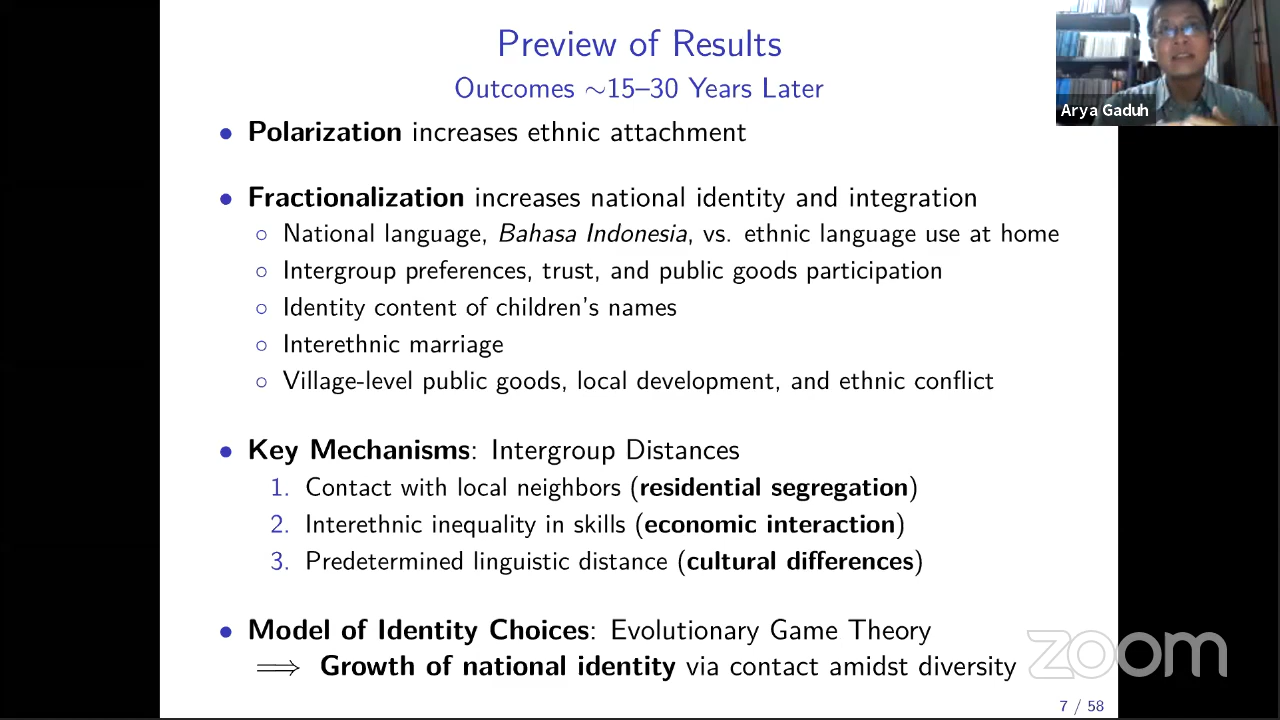 Preview of Results
Outcomes ∼15–30 Years Later
Arya Gaduh
• Polarization increases ethnic attachment
• Fractionalization increases national identity and integration
○ National language, Bahasa Indonesia, vs. ethnic language use at home
○ Intergroup preferences, trust, and public goods participation
○ Identity content of children's names
○ Interethnic marriage
○ Village-level public goods, local development, and ethnic conflict
• Key Mechanisms: Intergroup Distances
1. Contact with local neighbors (residential segregation)
2. Interethnic inequality in skills (economic interaction)
3. Predetermined linguistic distance (cultural differences)
• Model of Identity Choices: Evolutionary Game Theory
⟹ Growth of national identity via contact amidst diversity
zoom
7 / 58